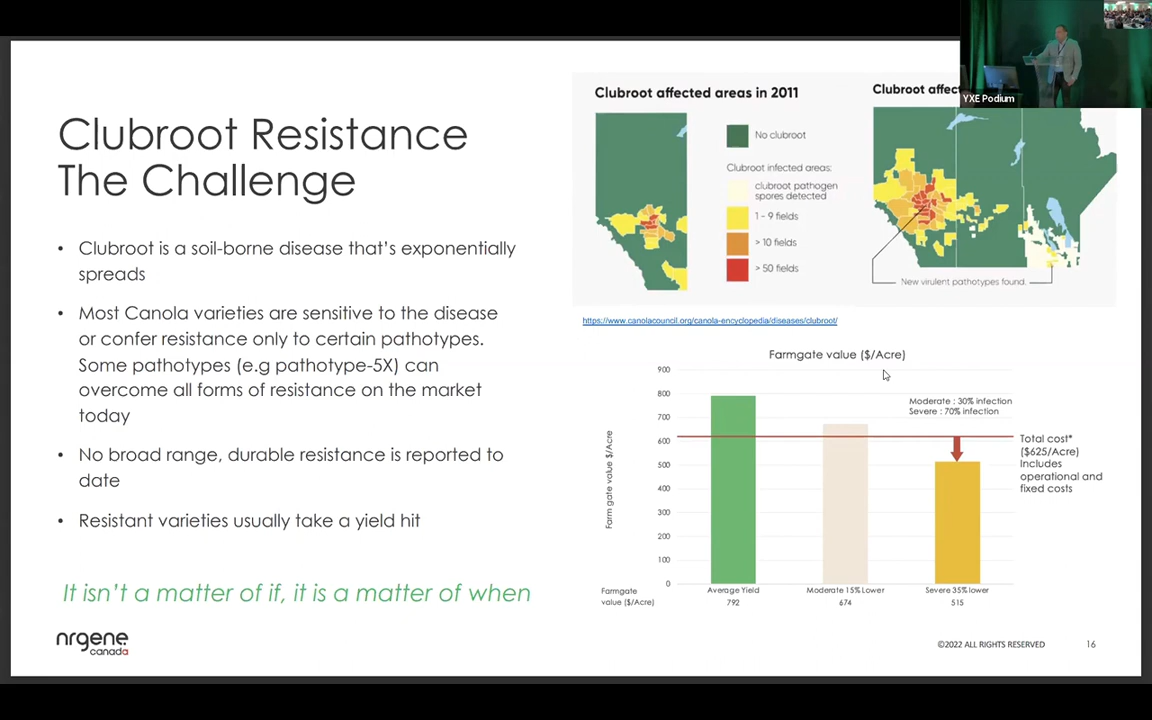 Clubroot Resistance
The Challenge
• Clubroot is a soil-borne disease that's exponentially
spreads
• Most Canola varieties are sensitive to the disease
or confer resistance only to certain pathotypes.
Some pathotypes (e.g pathotype-5X) can
overcome all forms of resistance on the market
today
• No broad range, durable resistance is reported to
date
• Resistant varieties usually take a yield hit
It isn't a matter of if, it is a matter of when
nrgene
canada
Clubroot affected areas in 2011
No clubroot
Clubroot infected areas:
clubroot pathogen
spores detected
1 - 9 fields
> 10 fields
> 50 fields
Clubroot affec
New virulent pathotypes found.
YXE Podium
https://www.canolacouncil.org/canola-encyclopedia/diseases/clubroot/
Farmgate value ($/Acre)
Farm gate value $/Acre
900
800
700
600
500
400
300
200
100
0
Moderate : 30% infection
Severe : 70% infection
Total cost*
($625/Acre)
Includes
operational and
fixed costs
Average Yield
Moderate 15% Lower
Severe 35% lower
Farmgate
value ($/Acre)
792
674
515
©2022 ALL RIGHTS RESERVED
16